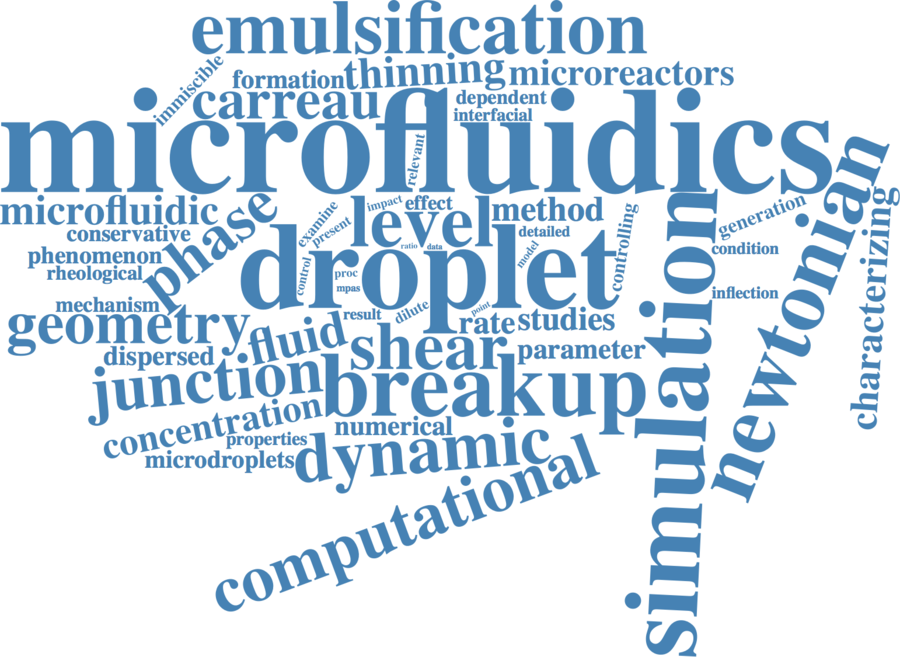 emulsification
immiscible
formation
thinning
microreactors
carreau
dependent
interfacial
microfluidics
relevant
newtonian
microfluidic
phase
examine
present
impact
effect
level
method
controlling
generation
characterizing
conservative
ratio
data
detailed
condition
phenomenon
rheological
droplet
control
proc
mpas
model
simulation
inflection
mechanism
geometry
result
dilute
point
rate
studies
fluid
dispersed
shear
parameter
junction
breakup
concentration
properties
numerical
microdroplets
dynamic
computational